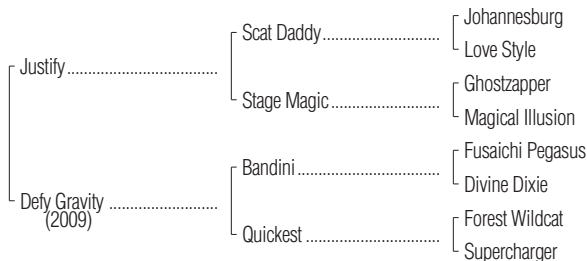 Johannesburg
Scat Daddy
Love Style
Justify
Ghostzapper
Stage Magic
Magical Illusion
Fusaichi Pegasus
Bandini
Divine Dixie
Defy Gravity
(2009)
Forest Wildcat
Quickest
Supercharger